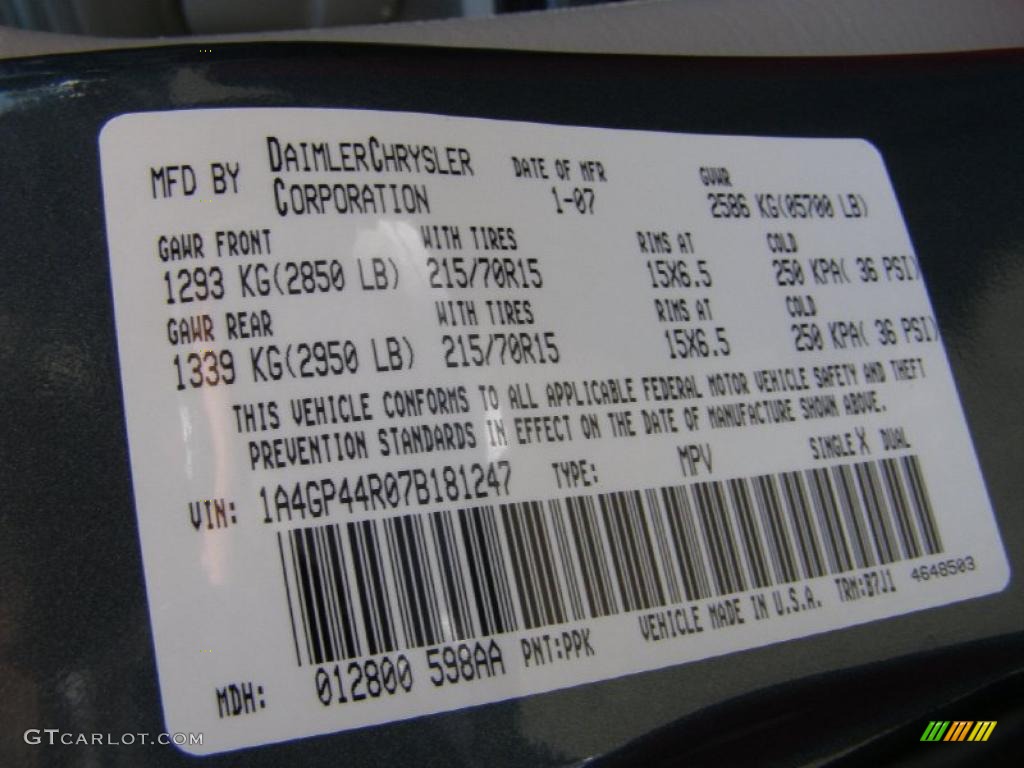 MFD BY DAIMLERCHRYSLER CORPORATION
DATE OF MFR
1-07
GVWR
2586 KG(05700 LB)
GAWR FRONT WITH TIRES RIMS AT COLD
1293 KG(2850 LB) 215/70R15 15X6.5 250 KPA( 36 PSI)
GAWR REAR WITH TIRES RIMS AT COLD
1339 KG(2950 LB) 215/70R15 15X6.5 250 KPA( 36 PSI)
THIS VEHICLE CONFORMS TO ALL APPLICABLE FEDERAL MOTOR VEHICLE SAFETY AND THEFT
PREVENTION STANDARDS IN EFFECT ON THE DATE OF MANUFACTURE SHOWN ABOVE.
VIN: 1A4GP44R07B181247 TYPE: MPV SINGLE X DUAL
MDH: 012800 598AA PNT:PPK VEHICLE MADE IN U.S.A. TRM:B7J1 4648503
GTCARLOT.COM